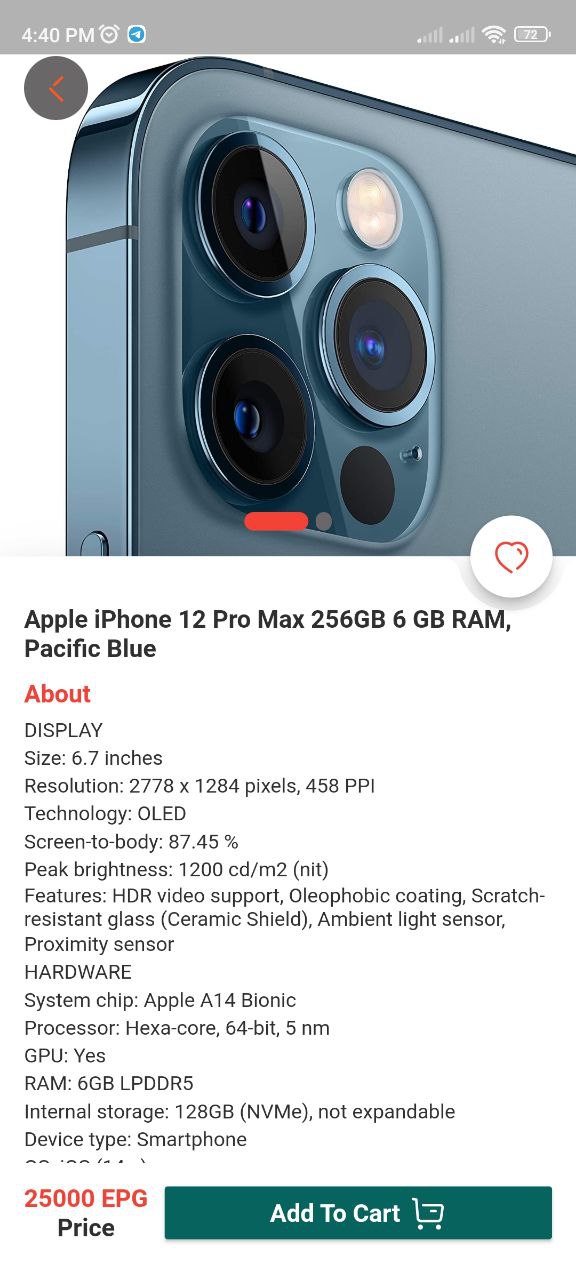 4:40 PM
72
Apple iPhone 12 Pro Max 256GB 6 GB RAM,
Pacific Blue
About
DISPLAY
Size: 6.7 inches
Resolution: 2778 x 1284 pixels, 458 PPI
Technology: OLED
Screen-to-body: 87.45 %
Peak brightness: 1200 cd/m2 (nit)
Features: HDR video support, Oleophobic coating, Scratch-
resistant glass (Ceramic Shield), Ambient light sensor,
Proximity sensor
HARDWARE
System chip: Apple A14 Bionic
Processor: Hexa-core, 64-bit, 5 nm
GPU: Yes
RAM: 6GB LPDDR5
Internal storage: 128GB (NVMe), not expandable
Device type: Smartphone
25000 EPG
Price
Add To Cart